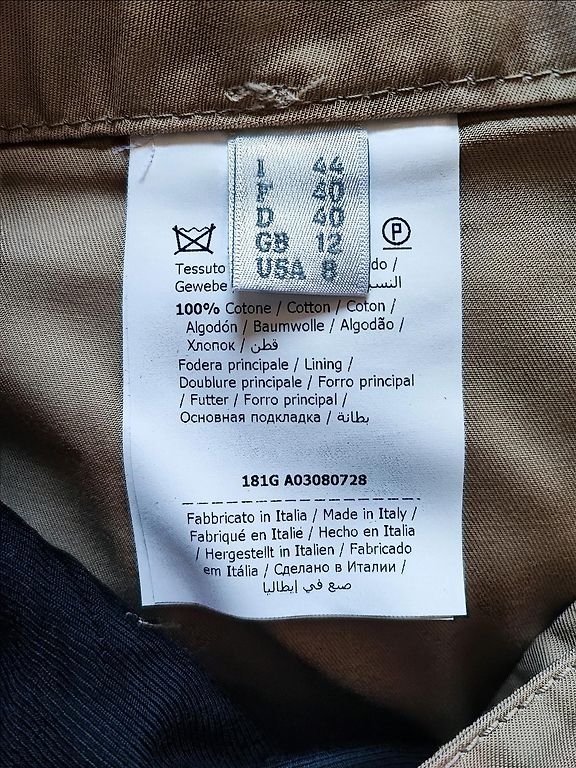 I 44
F 40
D 40
GB 12
USA 8
P
Tessuto do /
Gewebe
100% Cotone / Cotton / Coton /
Algodón / Baumwolle / Algodão /
Хлопок / قطن
Fodera principale / Lining /
Doublure principale / Forro principal
/ Futter / Forro principal /
Основная подкладка / بطانة
181G A03080728
Fabbricato in Italia / Made in Italy /
Fabriqué en Italie / Hecho en Italia
/ Hergestellt in Italien / Fabricado
em Itália / Сделано в Италии /
صنع في إيطاليا